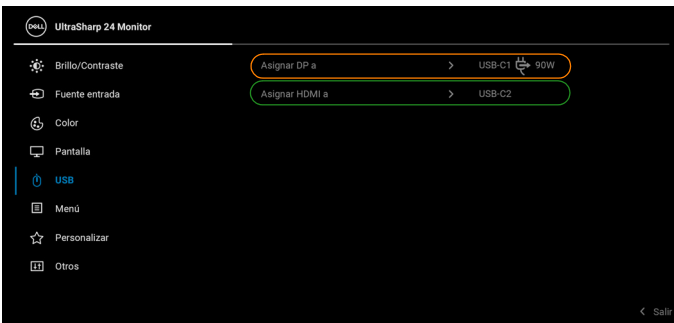 DELL UltraSharp 24 Monitor
Brillo/Contraste
Asignar DP a > USB-C1 90W
Fuente entrada
Asignar HDMI a > USB-C2
Color
Pantalla
USB
Menú
Personalizar
Otros
< Salir